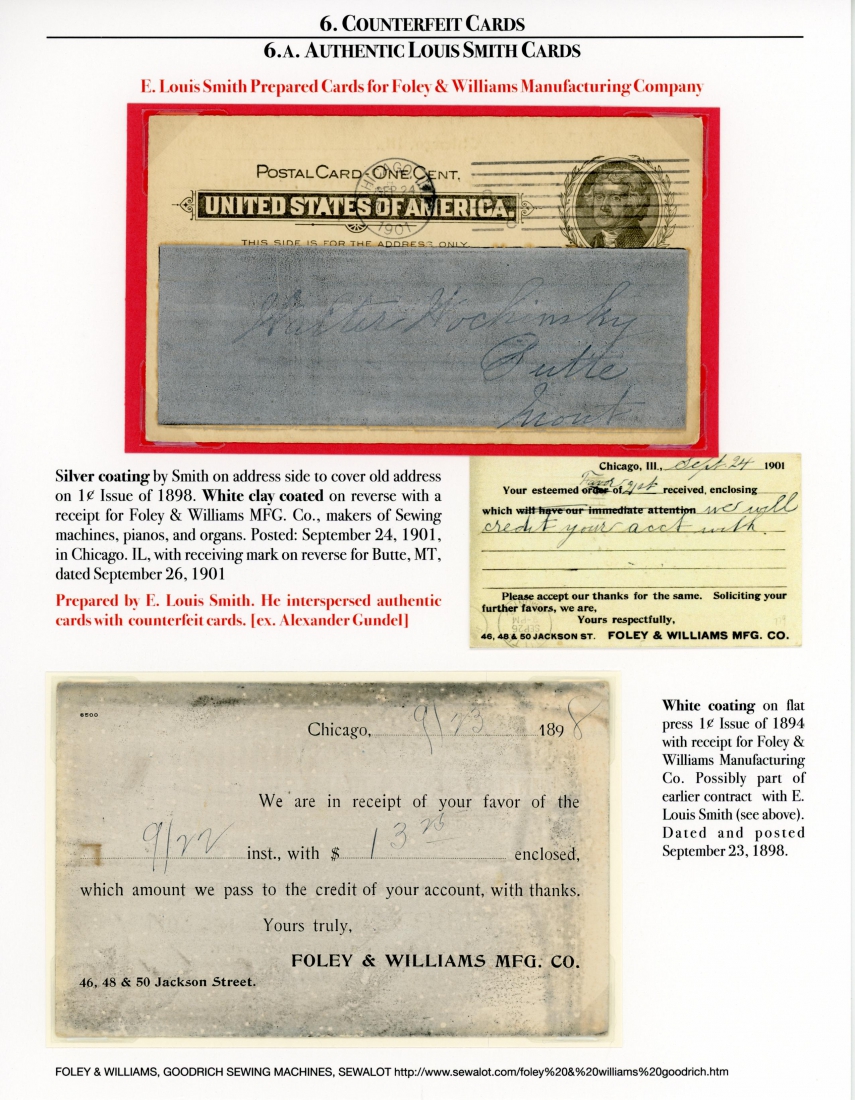 6. COUNTERFEIT CARDS
6.A. AUTHENTIC LOUIS SMITH CARDS
E. Louis Smith Prepared Cards for Foley & Williams Manufacturing Company
POSTAL CARD - ONE CENT.
CHICAGO, ILL.
SEP 24
1901
UNITED STATES OF AMERICA.
THIS SIDE IS FOR THE ADDRESS ONLY.
Walter Wochinsky
Butte
Mont.
Silver coating by Smith on address side to cover old address
on 1¢ Issue of 1898. White clay coated on reverse with a
receipt for Foley & Williams MFG. Co., makers of Sewing
machines, pianos, and organs. Posted: September 24, 1901,
in Chicago. IL, with receiving mark on reverse for Butte, MT,
dated September 26, 1901
Prepared by E. Louis Smith. He interspersed authentic
cards with counterfeit cards. [ex. Alexander Gundel]
Chicago, Ill., Sept. 24 1901
Favor
Your esteemed order of 21st received, enclosing
which will have our immediate attention we will
credit your acct with.
Please accept our thanks for the same. Soliciting your
further favors, we are,
Yours respectfully,
46, 48 & 50 JACKSON ST. FOLEY & WILLIAMS MFG. CO.
6500
Chicago, 9/23 1898
We are in receipt of your favor of the
9/22 inst., with $ 13 25 enclosed,
which amount we pass to the credit of your account, with thanks.
Yours truly,
FOLEY & WILLIAMS MFG. CO.
46, 48 & 50 Jackson Street.
White coating on flat
press 1¢ Issue of 1894
with receipt for Foley &
Williams Manufacturing
Co. Possibly part of
earlier contract with E.
Louis Smith (see above).
Dated and posted
September 23, 1898.
FOLEY & WILLIAMS, GOODRICH SEWING MACHINES, SEWALOT http://www.sewalot.com/foley%20&%20williams%20goodrich.htm